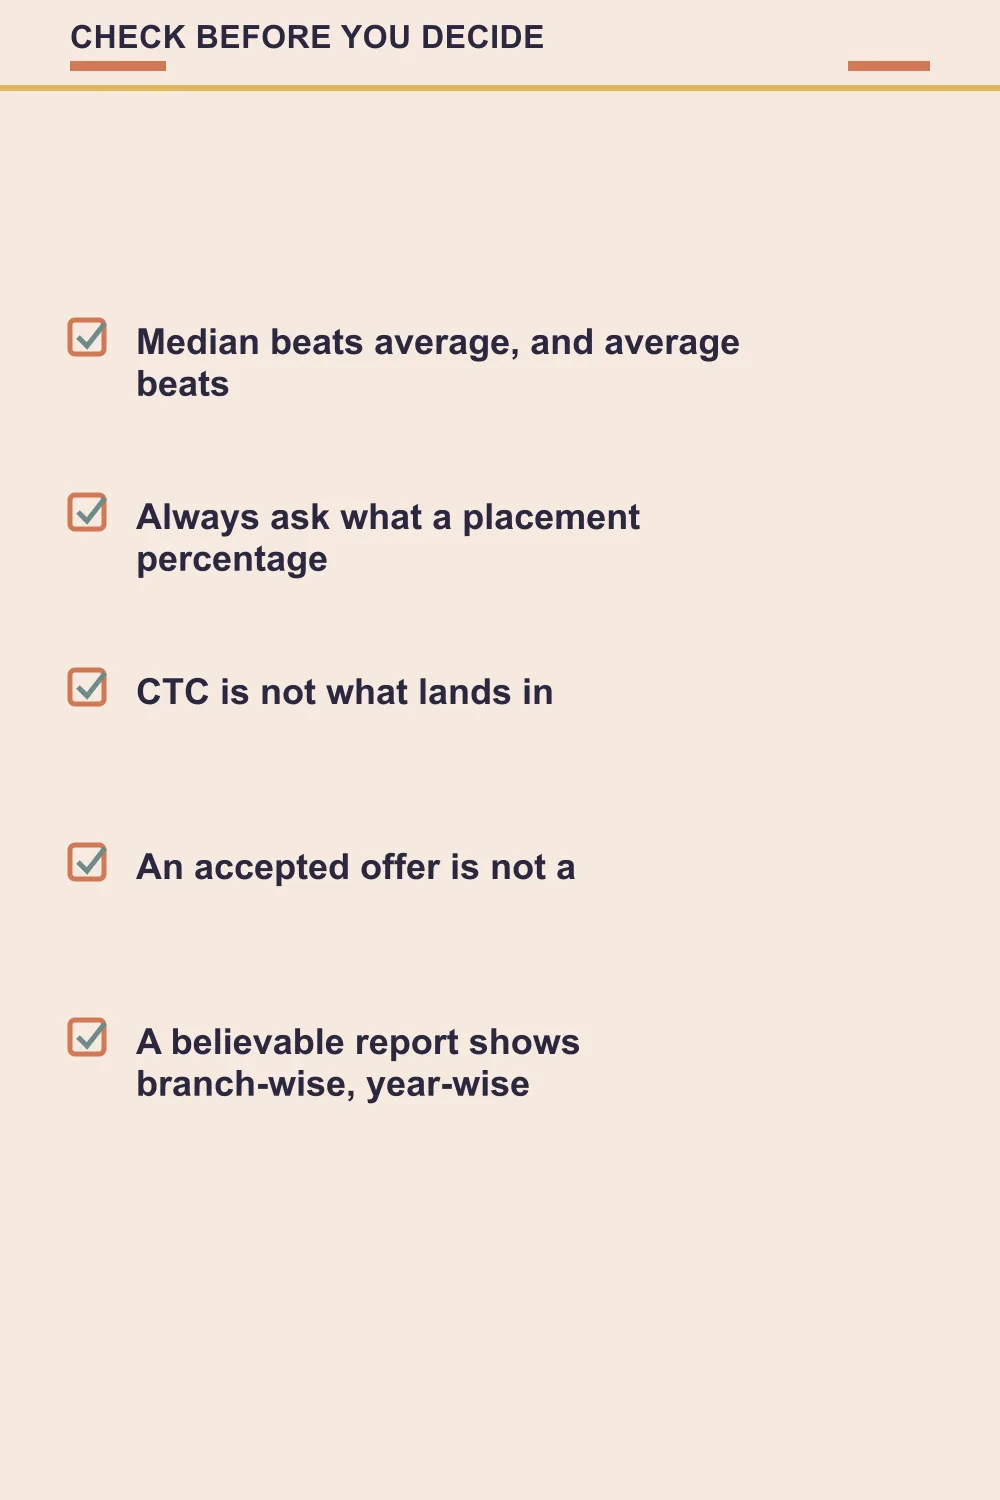 CHECK BEFORE YOU DECIDE
Median beats average, and average
beats
Always ask what a placement
percentage
CTC is not what lands in
An accepted offer is not a
A believable report shows
branch-wise, year-wise